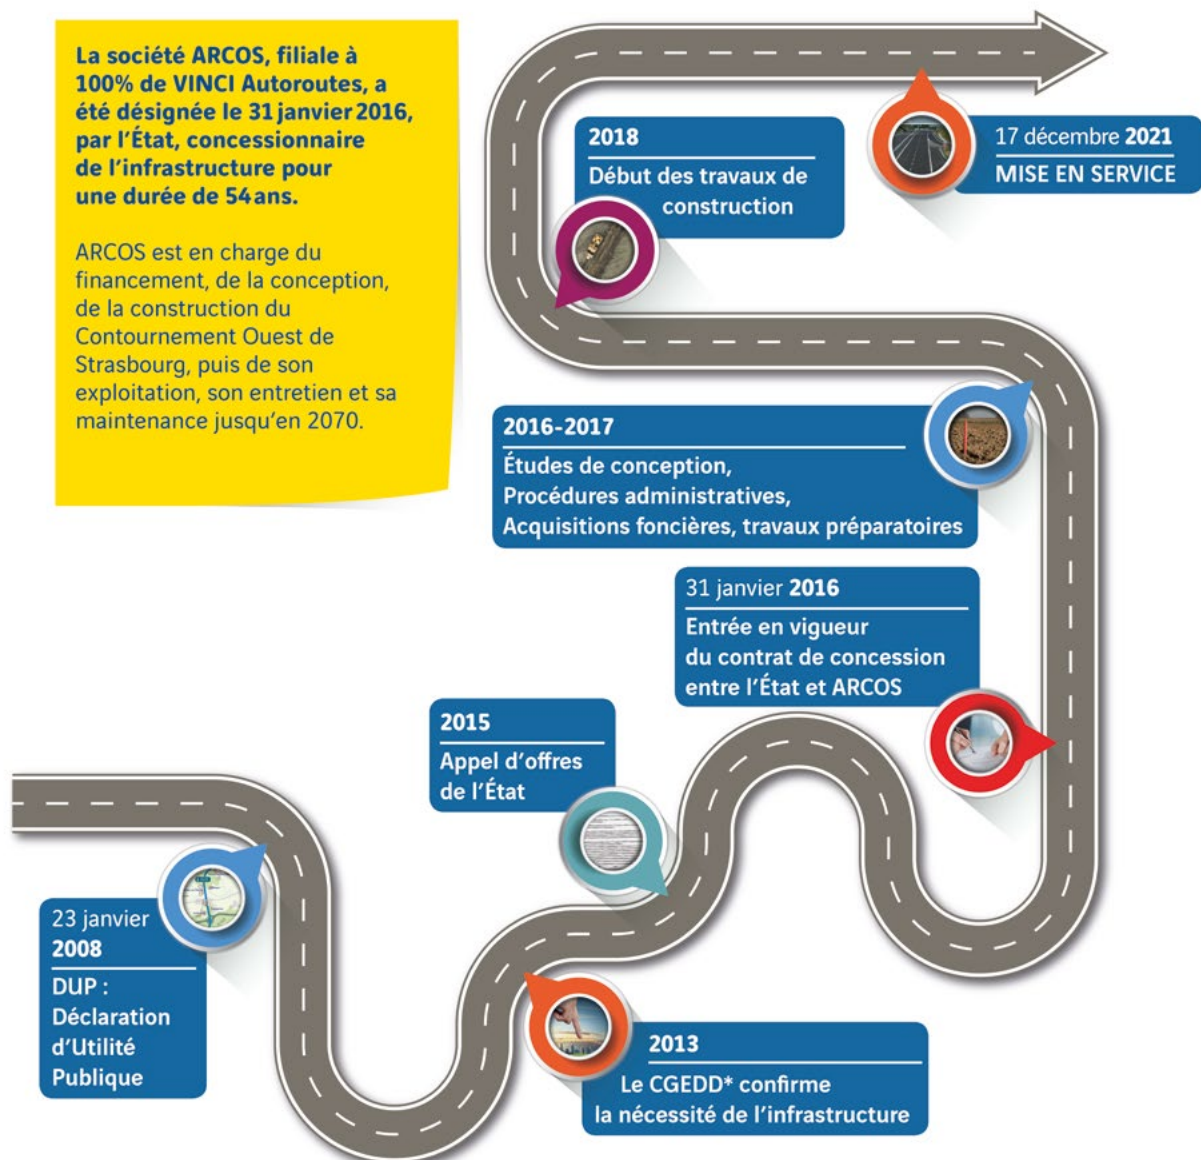 La société ARCOS, filiale à
100% de VINCI Autoroutes, a
été désignée le 31 janvier 2016,
par l'État, concessionnaire
de l'infrastructure pour
une durée de 54 ans.
ARCOS est en charge du
financement, de la conception,
de la construction du
Contournement Ouest de
Strasbourg, puis de son
exploitation, son entretien et sa
maintenance jusqu'en 2070.
2018
Début des travaux de
construction
17 décembre 2021
MISE EN SERVICE
2016-2017
Études de conception,
Procédures administratives,
Acquisitions foncières, travaux préparatoires
31 janvier 2016
Entrée en vigueur
du contrat de concession
entre l'État et ARCOS
2015
Appel d'offres
de l'État
23 janvier
2008
DUP :
Déclaration
d'Utilité
Publique
2013
Le CGEDD* confirme
la nécessité de l'infrastructure